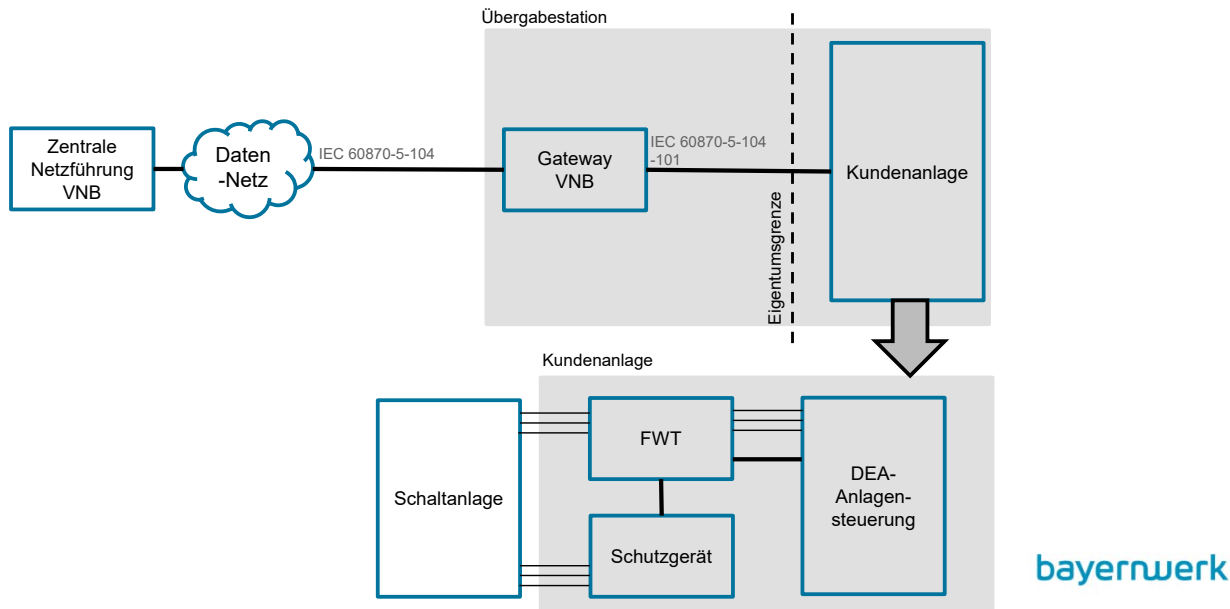 Übergabestation
Zentrale
Netzführung
VNB
Daten
-Netz
IEC 60870-5-104
Gateway
VNB
IEC 60870-5-104
-101
Eigentumsgrenze
Kundenanlage
Kundenanlage
Schaltanlage
FWT
Schutzgerät
DEA-
Anlagen-
steuerung
bayernwerk